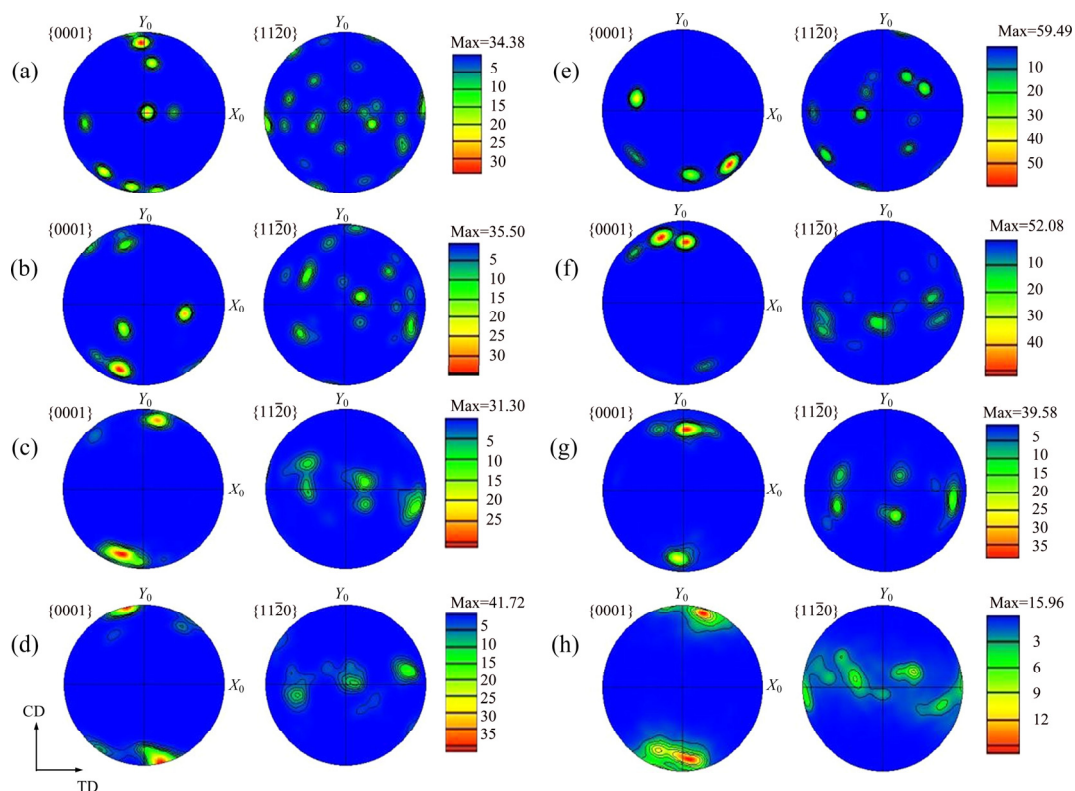 (a)
{0001}
Y₀
X₀
{112̄0}
Y₀
Max=34.38
5
10
15
20
25
30
(b)
{0001}
Y₀
X₀
{112̄0}
Y₀
Max=35.50
5
10
15
20
25
30
(c)
{0001}
Y₀
X₀
{112̄0}
Y₀
Max=31.30
5
10
15
20
25
(d)
{0001}
Y₀
X₀
{112̄0}
Y₀
Max=41.72
5
10
15
20
25
30
35
CD
TD
(e)
{0001}
Y₀
X₀
{112̄0}
Y₀
Max=59.49
10
20
30
40
50
(f)
{0001}
Y₀
X₀
{112̄0}
Y₀
Max=52.08
10
20
30
40
(g)
{0001}
Y₀
X₀
{112̄0}
Y₀
Max=39.58
5
10
15
20
25
30
35
(h)
{0001}
Y₀
X₀
{112̄0}
Y₀
Max=15.96
3
6
9
12